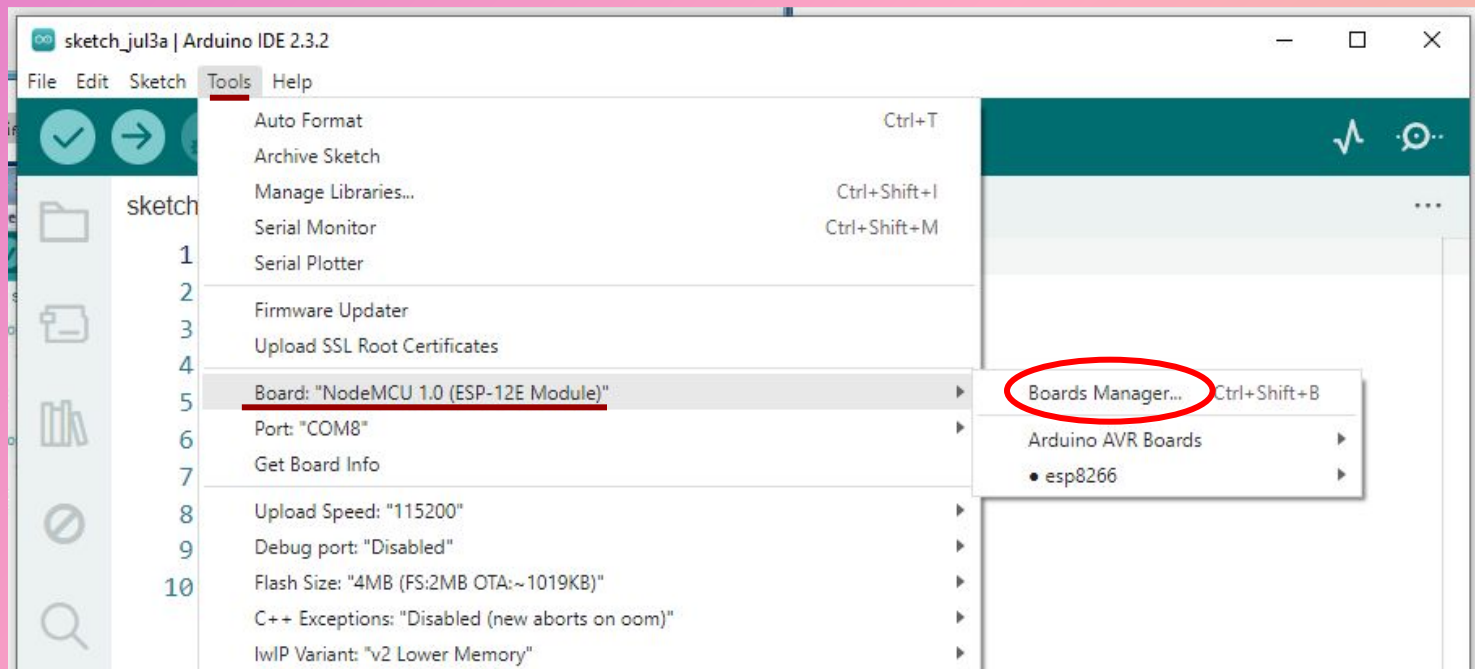 sketch_jul3a | Arduino IDE 2.3.2
File Edit Sketch Tools Help
Auto Format Ctrl+T
Archive Sketch
Manage Libraries... Ctrl+Shift+I
Serial Monitor Ctrl+Shift+M
Serial Plotter
Firmware Updater
Upload SSL Root Certificates
Board: "NodeMCU 1.0 (ESP-12E Module)"
Port: "COM8"
Get Board Info
Upload Speed: "115200"
Debug port: "Disabled"
Flash Size: "4MB (FS:2MB OTA:~1019KB)"
C++ Exceptions: "Disabled (new aborts on oom)"
lwIP Variant: "v2 Lower Memory"
Boards Manager... Ctrl+Shift+B
Arduino AVR Boards
● esp8266
sketch
...
1
2
3
4
5
6
7
8
9
10